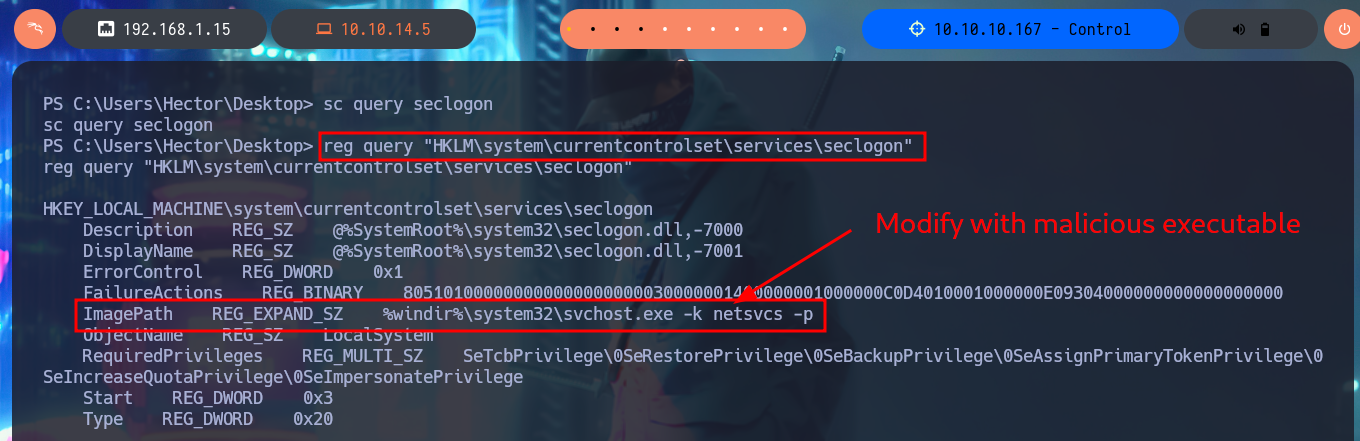 192.168.1.15
10.10.14.5
10.10.10.167 - Control
PS C:\Users\Hector\Desktop> sc query seclogon
sc query seclogon
PS C:\Users\Hector\Desktop> reg query "HKLM\system\currentcontrolset\services\seclogon"
reg query "HKLM\system\currentcontrolset\services\seclogon"
HKEY_LOCAL_MACHINE\system\currentcontrolset\services\seclogon
Modify with malicious executable
Description    REG_SZ    @%SystemRoot%\system32\seclogon.dll,-7000
DisplayName    REG_SZ    @%SystemRoot%\system32\seclogon.dll,-7001
ErrorControl    REG_DWORD    0x1
FailureActions    REG_BINARY
ImagePath    REG_EXPAND_SZ    %windir%\system32\svchost.exe -k netsvcs -p
ObjectName    REG_SZ    LocalSystem
RequiredPrivileges    REG_MULTI_SZ    SeTcbPrivilege\0SeRestorePrivilege\0SeBackupPrivilege\0SeAssignPrimaryTokenPrivilege\0
SeIncreaseQuotaPrivilege\0SeImpersonatePrivilege
Start    REG_DWORD    0x3
Type    REG_DWORD    0x20